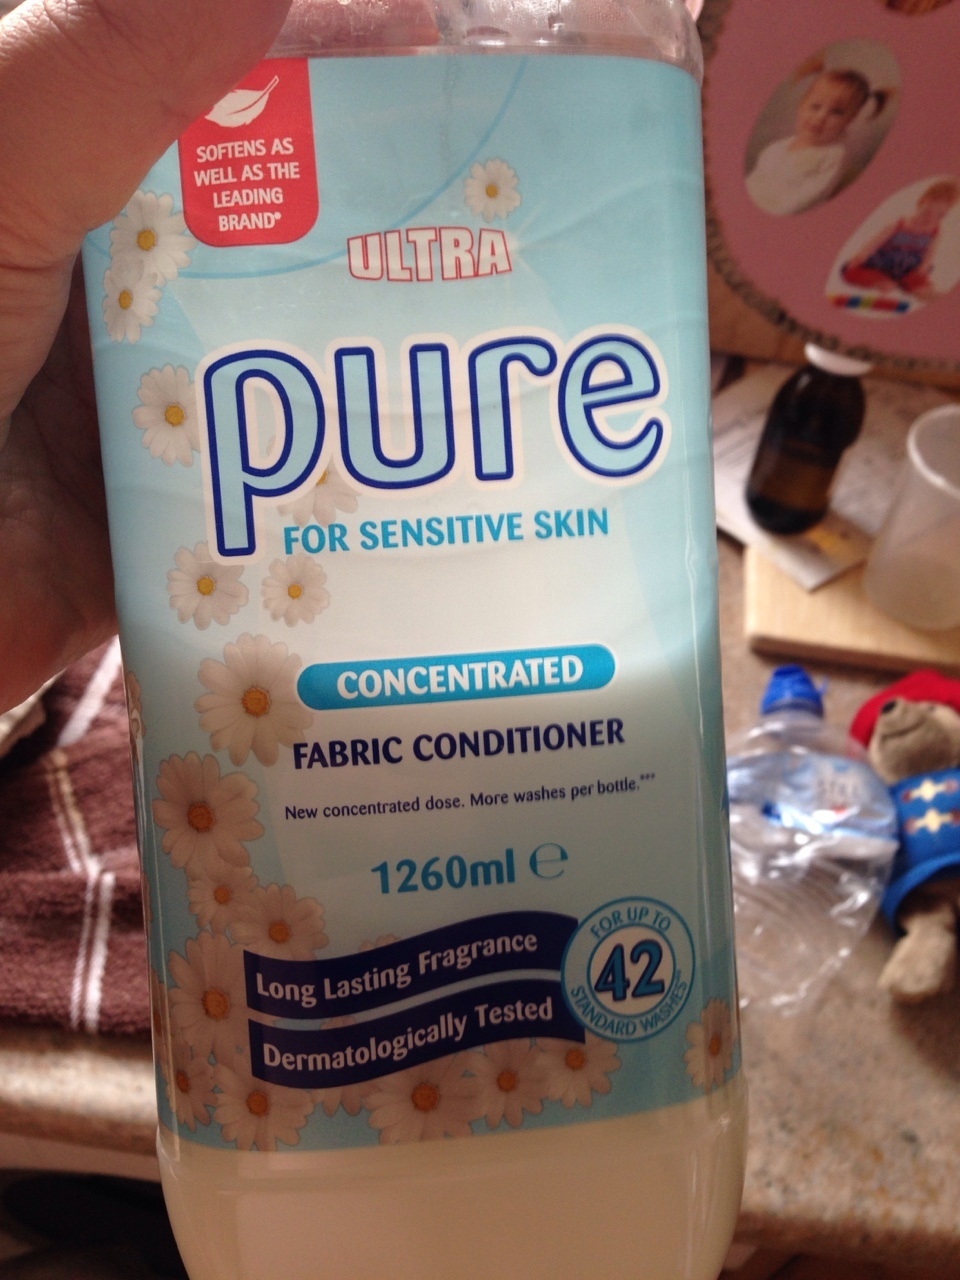 SOFTENS AS
WELL AS THE
LEADING
BRAND*
ULTRA
pure
FOR SENSITIVE SKIN
CONCENTRATED
FABRIC CONDITIONER
New concentrated dose. More washes per bottle.***
1260ml ℮
Long Lasting Fragrance
Dermatologically Tested
FOR UP TO
42
STANDARD WASHES**